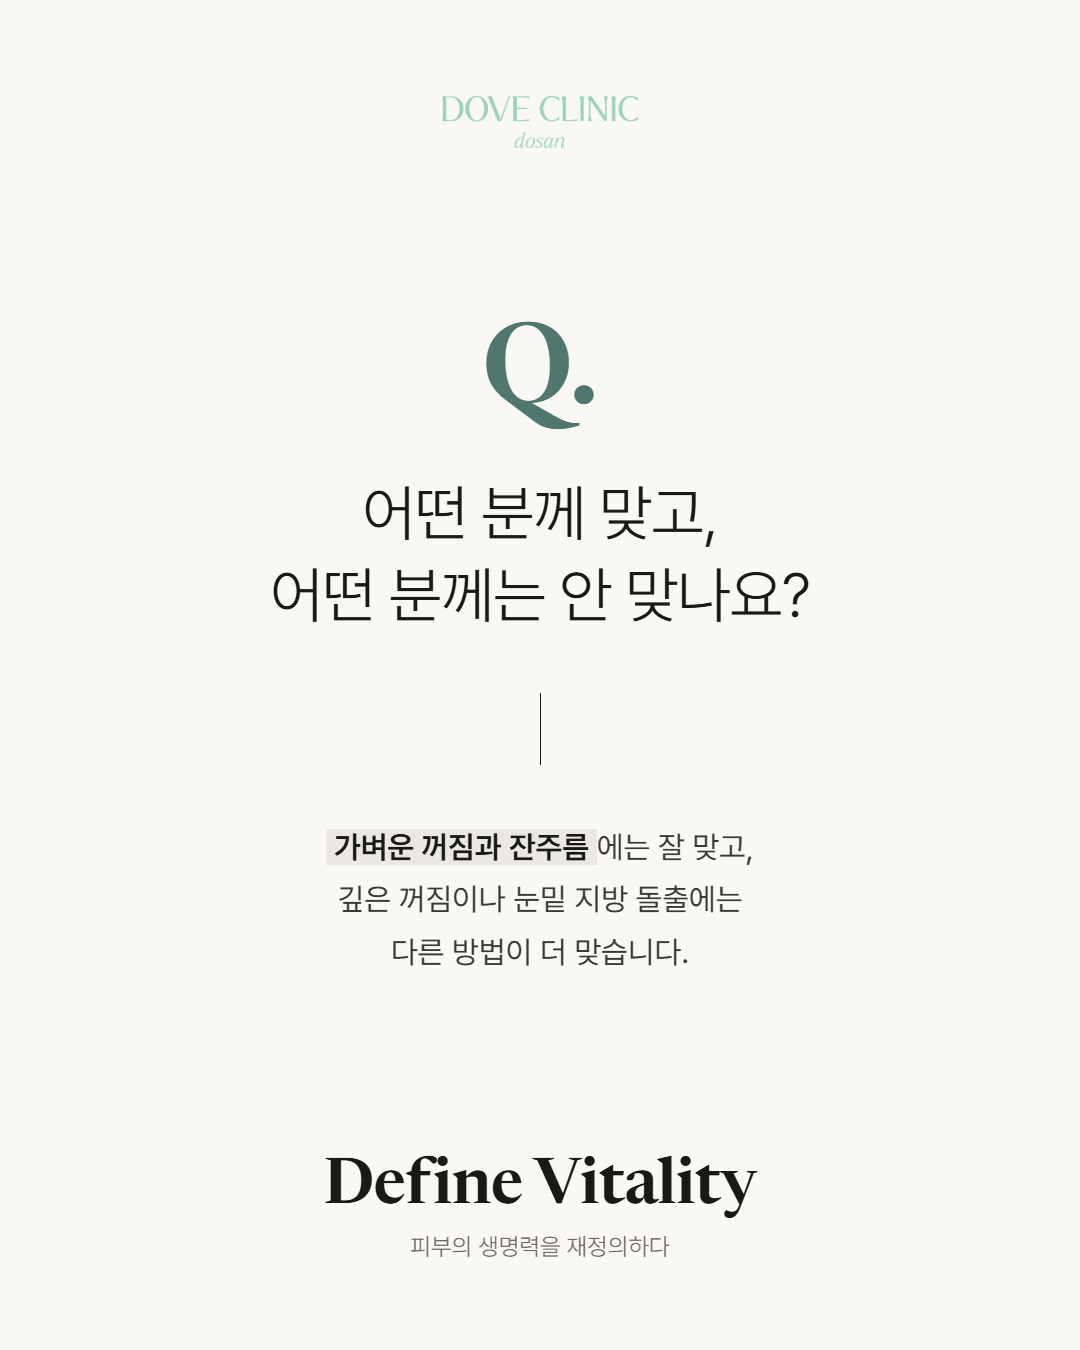 DOVE CLINIC
dosan
Q.
어떤 분께 맞고,
어떤 분께는 안 맞나요?
가벼운 꺼짐과 잔주름 에는 잘 맞고,
깊은 꺼짐이나 눈밑 지방 돌출에는
다른 방법이 더 맞습니다.
Define Vitality
피부의 생명력을 재정의하다